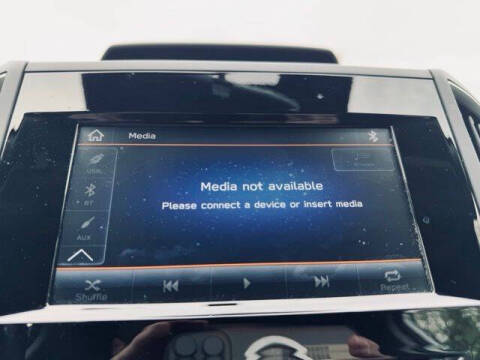 Media
USB
BT
AUX
Media not available
Please connect a device or insert media
Shuffle
Repeat